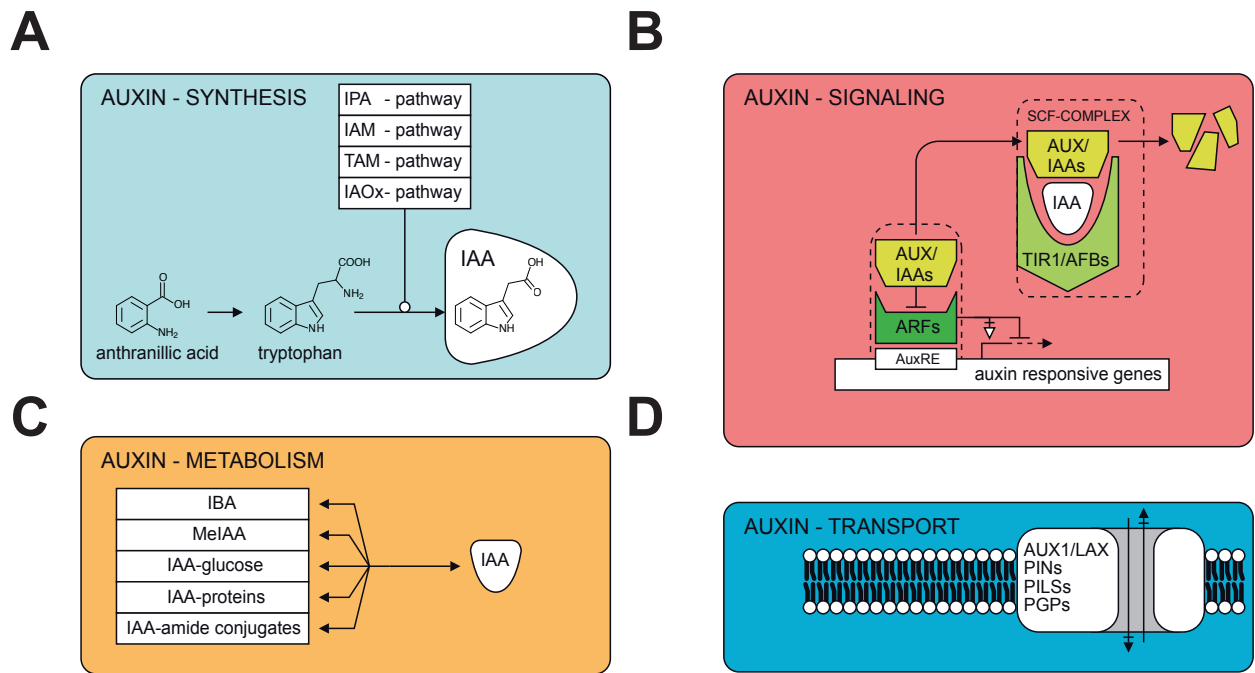 A
AUXIN - SYNTHESIS
IPA - pathway
IAM - pathway
TAM - pathway
IAOx- pathway
IAA
O
OH
NH₂
anthranillic acid
COOH
NH₂
NH
tryptophan
OH
O
NH
B
AUXIN - SIGNALING
SCF-COMPLEX
AUX/
IAAs
IAA
TIR1/AFBs
AUX/
IAAs
ARFs
AuxRE
auxin responsive genes
C
AUXIN - METABOLISM
IBA
MeIAA
IAA-glucose
IAA-proteins
IAA-amide conjugates
IAA
D
AUXIN - TRANSPORT
AUX1/LAX
PINs
PILSs
PGPs